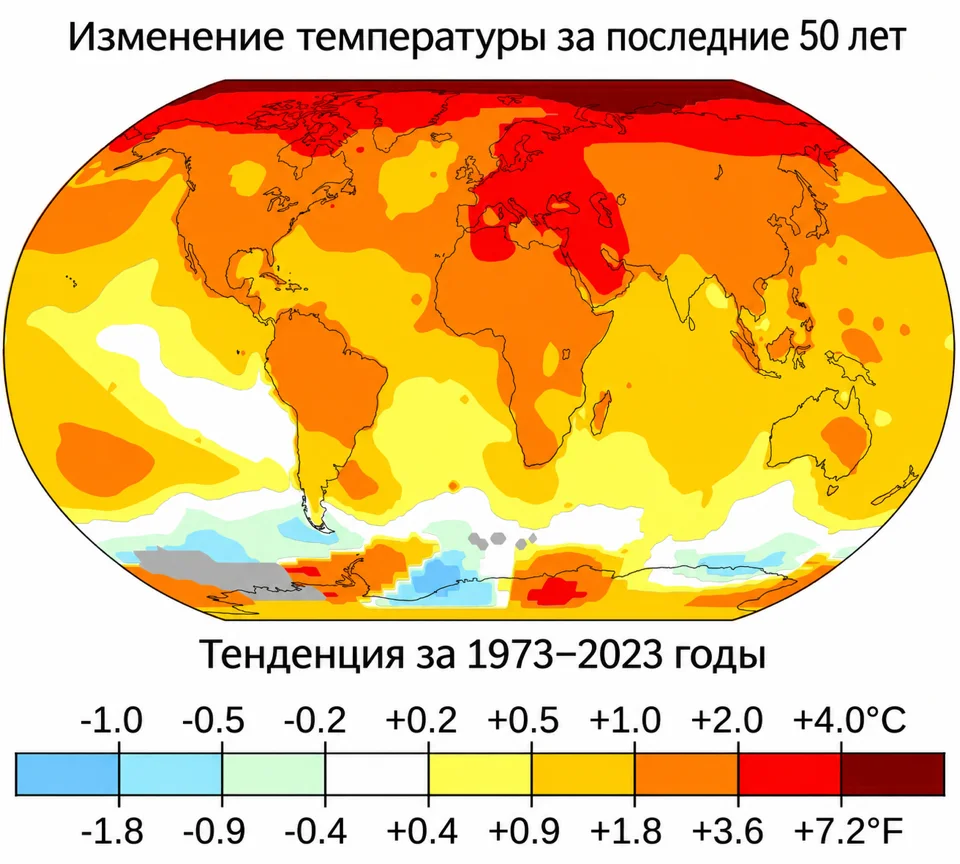 Изменение температуры за последние 50 лет
Тенденция за 1973–2023 годы
-1.0 -0.5 -0.2 +0.2 +0.5 +1.0 +2.0 +4.0°C
-1.8 -0.9 -0.4 +0.4 +0.9 +1.8 +3.6 +7.2°F